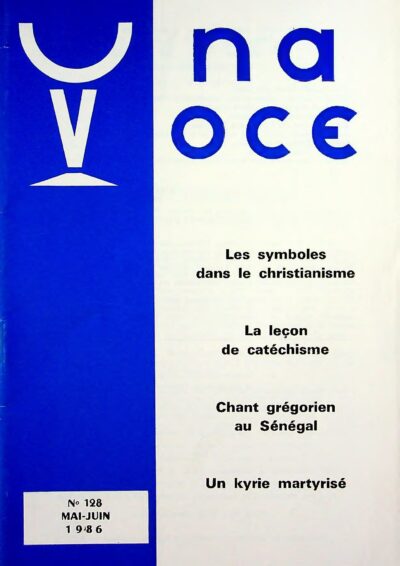 Una
Voce
Les symboles
dans le christianisme
La leçon
de catéchisme
Chant grégorien
au Sénégal
Un kyrie martyrisé
No 128
MAI-JUIN
1986